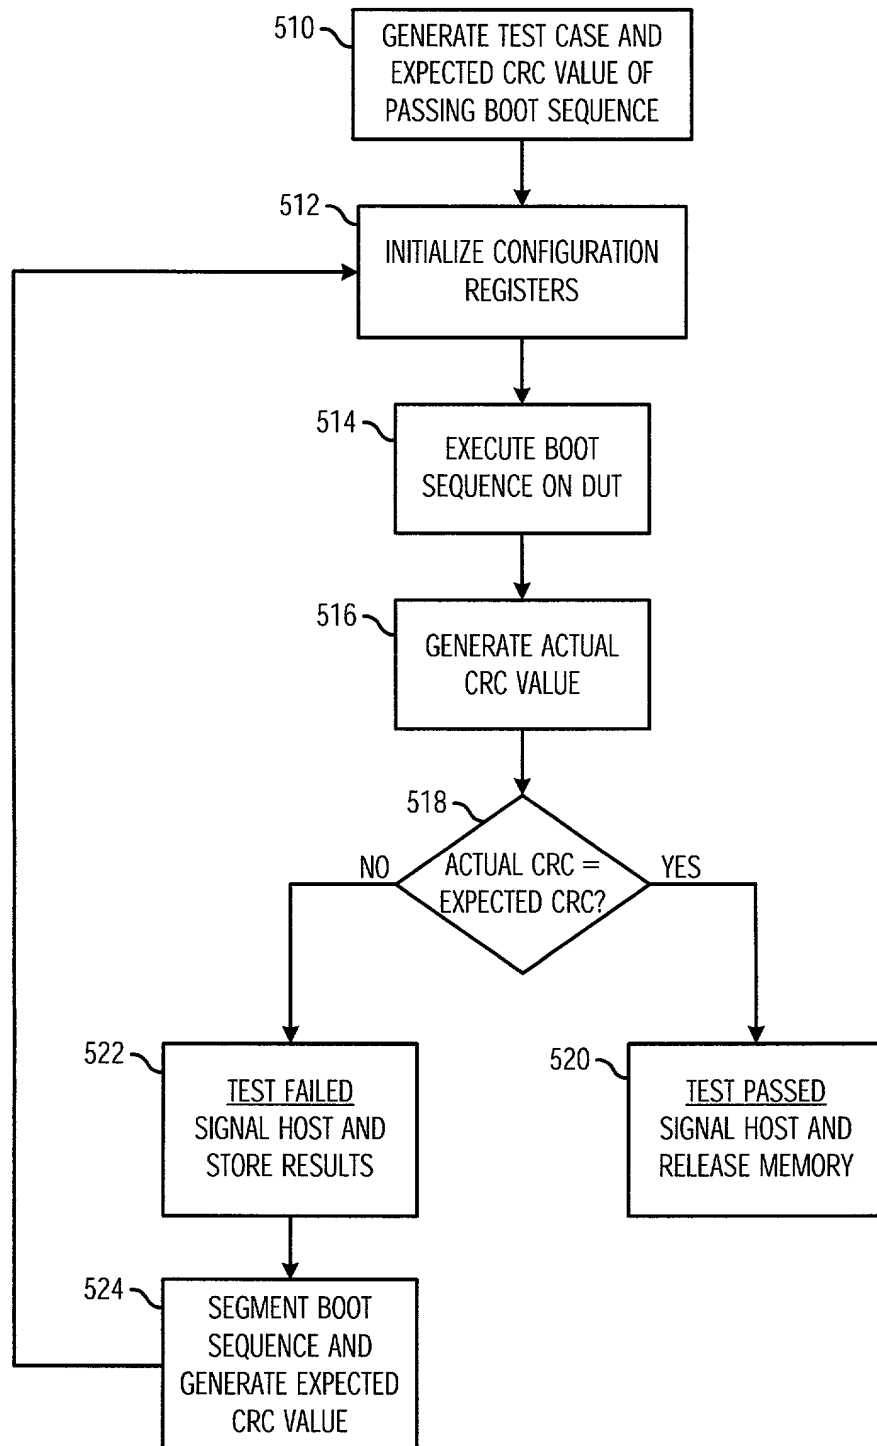 510
GENERATE TEST CASE AND
EXPECTED CRC VALUE OF
PASSING BOOT SEQUENCE
512
INITIALIZE CONFIGURATION
REGISTERS
514
EXECUTE BOOT
SEQUENCE ON DUT
516
GENERATE ACTUAL
CRC VALUE
518
ACTUAL CRC =
EXPECTED CRC?
NO
YES
522
TEST FAILED
SIGNAL HOST AND
STORE RESULTS
520
TEST PASSED
SIGNAL HOST AND
RELEASE MEMORY
524
SEGMENT BOOT
SEQUENCE AND
GENERATE EXPECTED
CRC VALUE